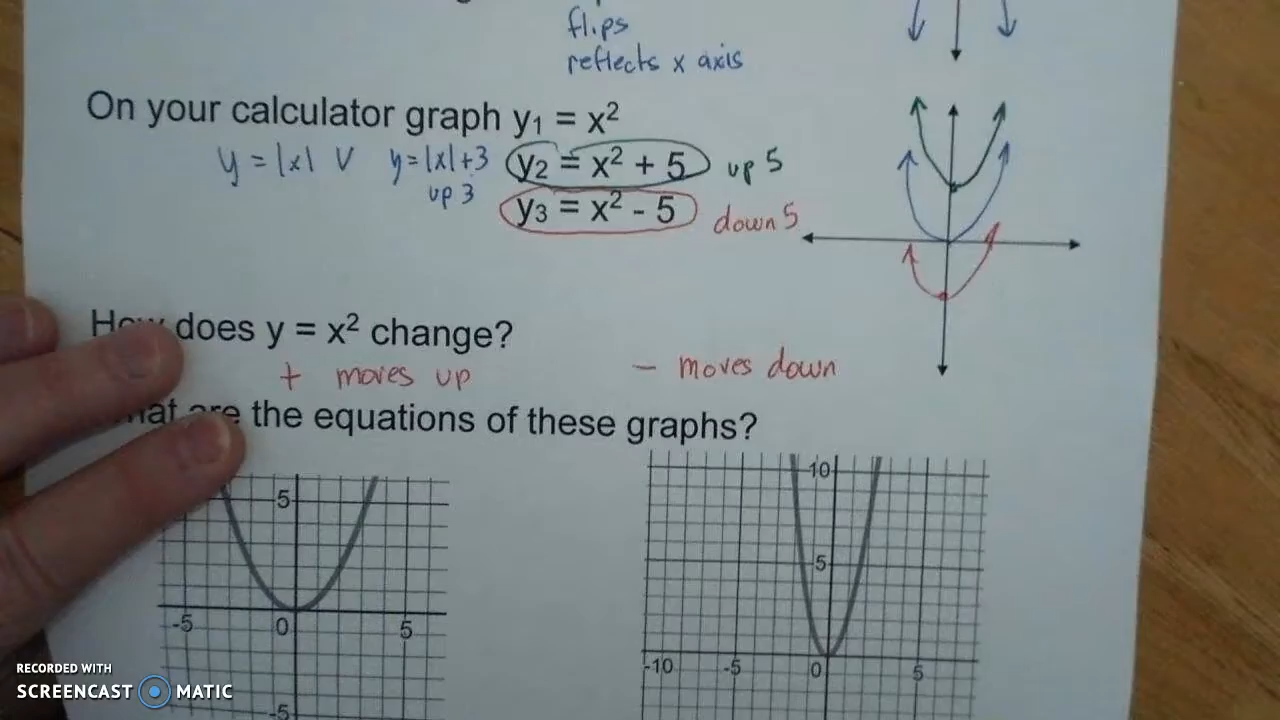 flips
reflects x axis
On your calculator graph y₁ = x²
y = |x| V y = |x| + 3 y₂ = x² + 5 up 5
up 3
y₃ = x² - 5 down 5
How does y = x² change?
+ moves up - moves down
are the equations of these graphs?
5
-5 0 5
-5
10
5
-10 -5 0 5
RECORDED WITH
SCREENCAST MATIC